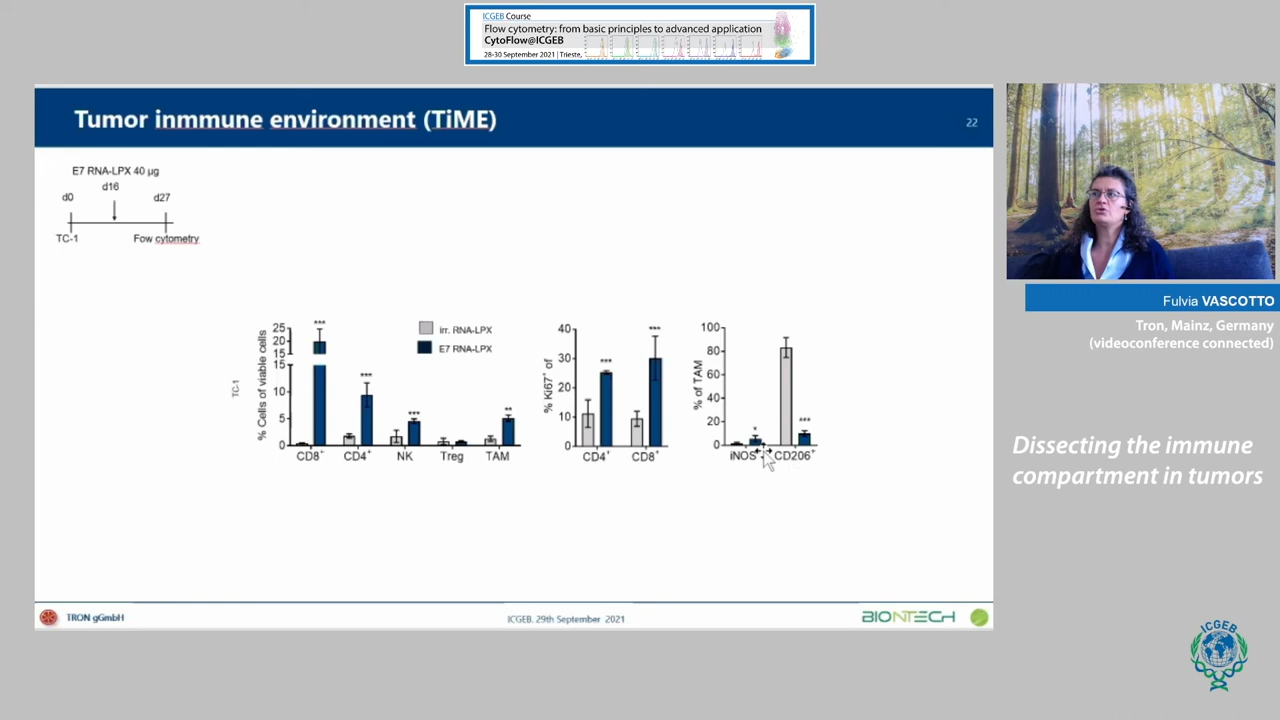 ICGEB Course
Flow cytometry: from basic principles to advanced application
CytoFlow@ICGEB
28-30 September 2021 | Trieste,
Tumor inmmune environment (TiME)
22
E7 RNA-LPX 40 µg
d16
d0
d27
TC-1
Fow cytometry
TC-1
% Cells of viable cells
25
20
15
15
10
5
0
***
***
***
**
irr. RNA-LPX
E7 RNA-LPX
CD8+
CD4+
NK
Treg
TAM
% Ki67+ of
40
30
20
10
0
***
***
CD4+
CD8+
% of TAM
100
80
60
40
20
0
*
***
iNOS+
CD206+
TRON gGmbH
ICGEB, 29th September 2021
BIONTECH
Fulvia VASCOTTO
Tron, Mainz, Germany
(videoconference connected)
Dissecting the immune
compartment in tumors
ICGEB